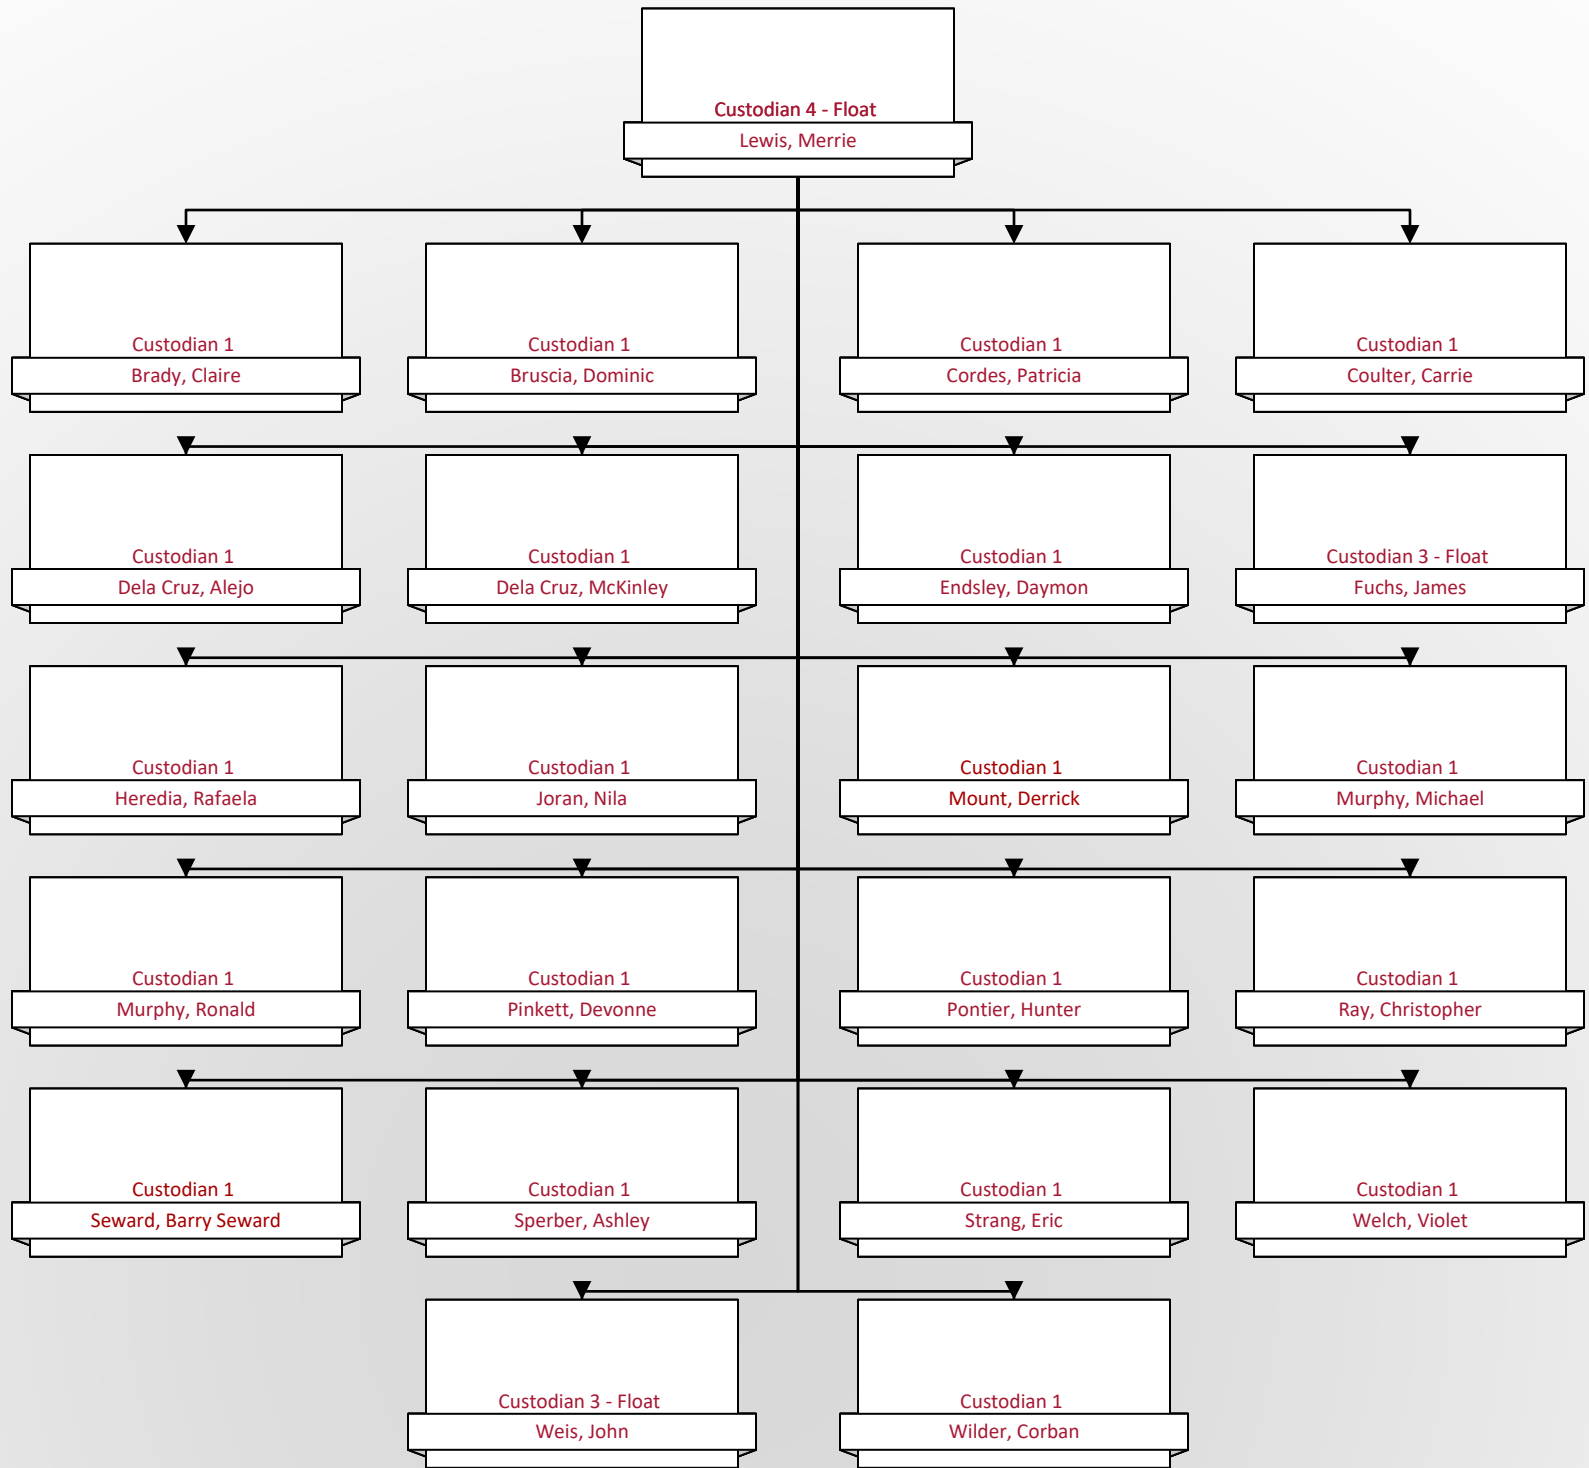 Custodian 4 - Float
Lewis, Merrie
Custodian 1
Brady, Claire
Custodian 1
Bruscia, Dominic
Custodian 1
Cordes, Patricia
Custodian 1
Coulter, Carrie
Custodian 1
Dela Cruz, Alejo
Custodian 1
Dela Cruz, McKinley
Custodian 1
Endsley, Daymon
Custodian 3 - Float
Fuchs, James
Custodian 1
Heredia, Rafaela
Custodian 1
Joran, Nila
Custodian 1
Mount, Derrick
Custodian 1
Murphy, Michael
Custodian 1
Murphy, Ronald
Custodian 1
Pinkett, Devonne
Custodian 1
Pontier, Hunter
Custodian 1
Ray, Christopher
Custodian 1
Seward, Barry Seward
Custodian 1
Sperber, Ashley
Custodian 1
Strang, Eric
Custodian 1
Welch, Violet
Custodian 3 - Float
Weis, John
Custodian 1
Wilder, Corban